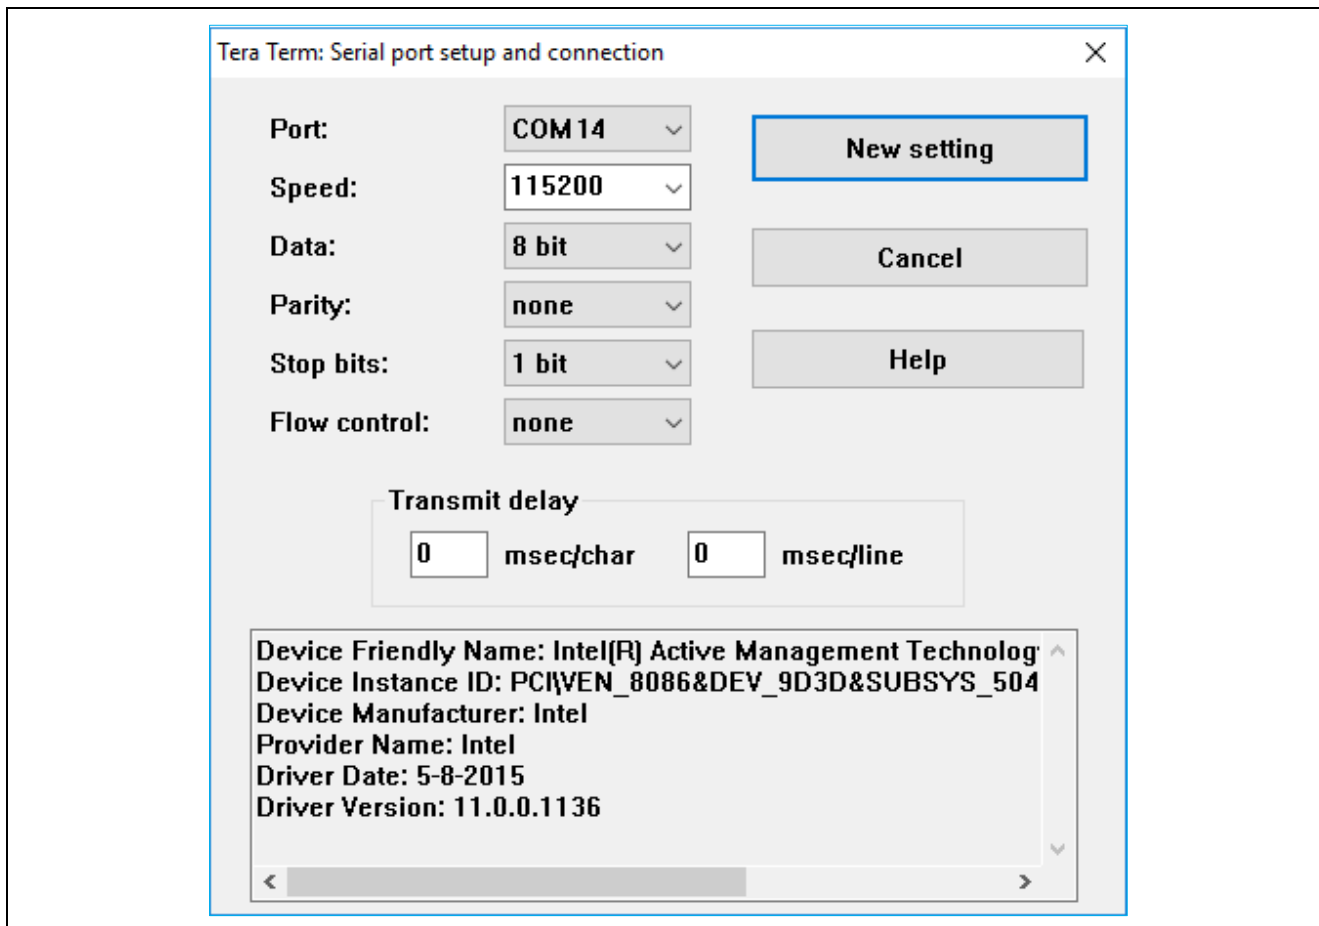 Tera Term: Serial port setup and connection
Port: COM14 New setting
Speed: 115200
Data: 8 bit Cancel
Parity: none
Stop bits: 1 bit Help
Flow control: none
Transmit delay
0 msec/char 0 msec/line
Device Friendly Name: Intel(R) Active Management Technolog
Device Instance ID: PCI\VEN_8086&DEV_9D3D&SUBSYS_504
Device Manufacturer: Intel
Provider Name: Intel
Driver Date: 5-8-2015
Driver Version: 11.0.0.1136